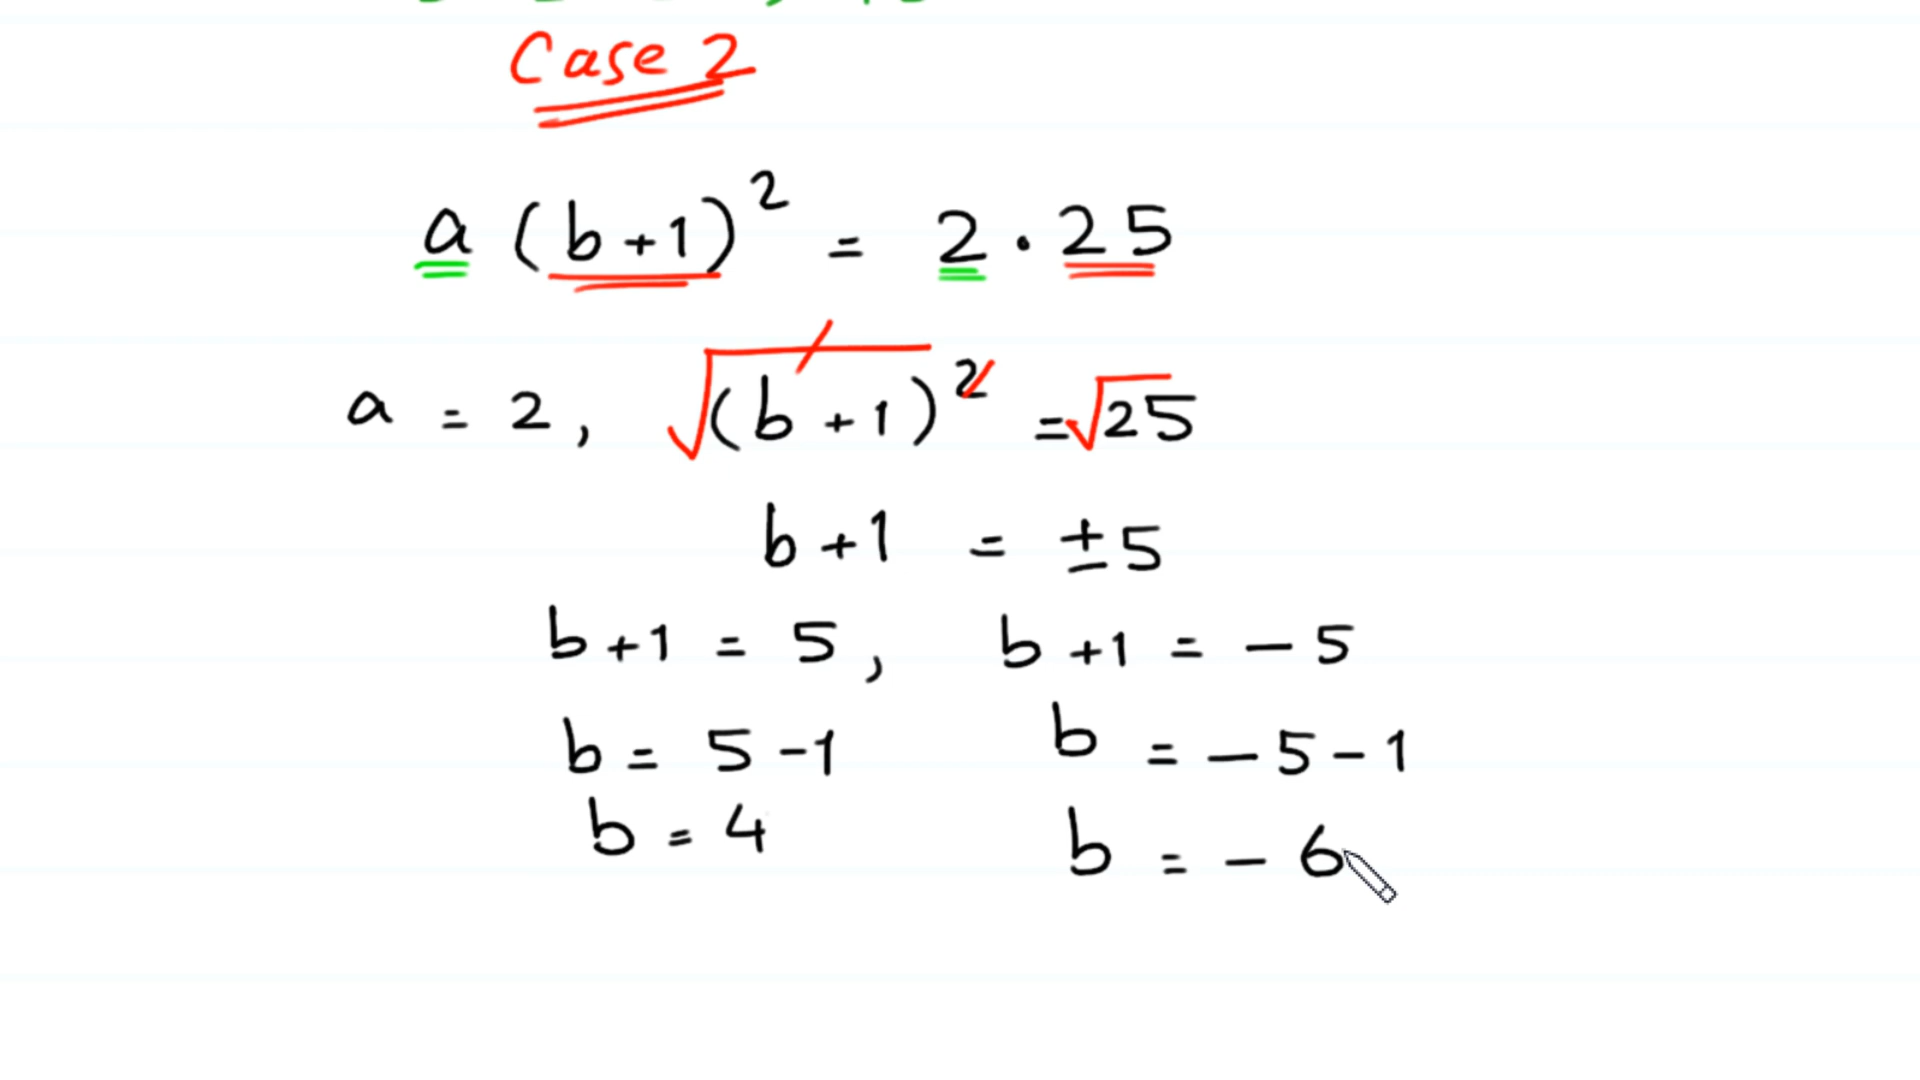 Case 2
a (b+1)² = 2 · 25
a = 2, √(b+1)² = √25
b+1 = ±5
b+1 = 5, b+1 = -5
b = 5-1 b = -5-1
b = 4 b = -6